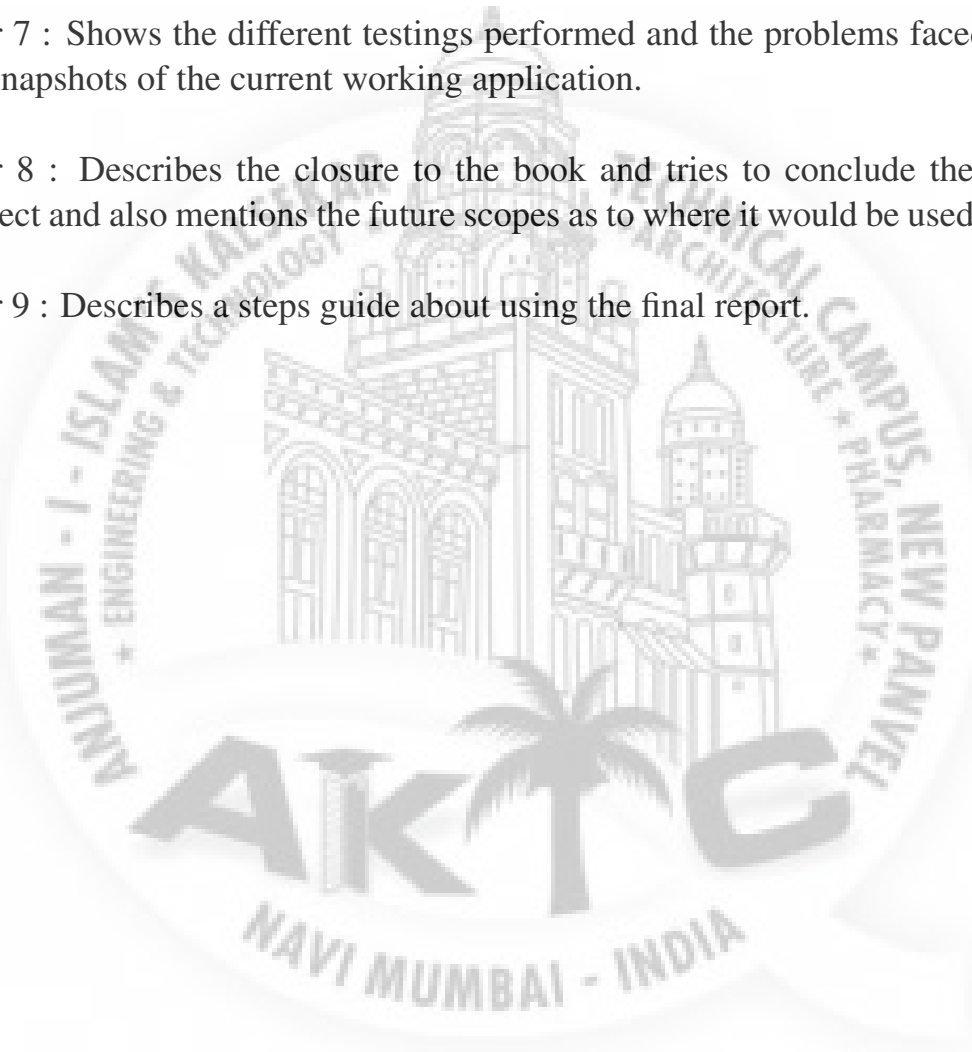 r 7 : Shows the different testings performed and the problems faced
napshots of the current working application.
r 8 : Describes the closure to the book and tries to conclude the
ect and also mentions the future scopes as to where it would be used
r 9 : Describes a steps guide about using the final report.
ANJUMAN - I - ISLAM'S KALSEKAR TECHNICAL CAMPUS, NEW PANVEL
* ENGINEERING & TECHNOLOGY * ARCHITECTURE * PHARMACY *
AKTC
NAVI MUMBAI - INDIA